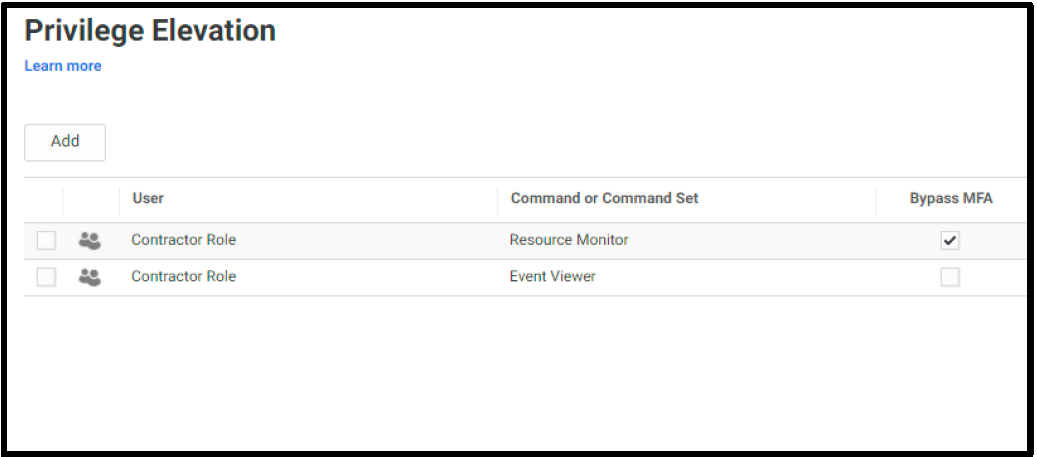 Privilege Elevation
Learn more
Add
User Command or Command Set Bypass MFA
Contractor Role Resource Monitor
Contractor Role Event Viewer